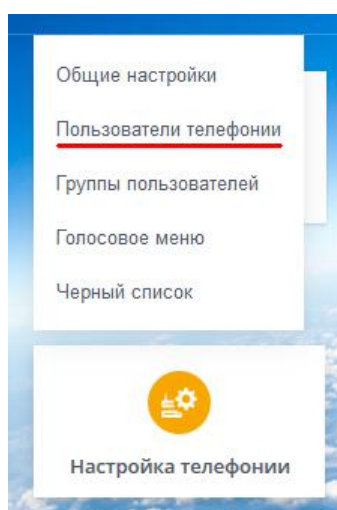 Общие настройки
Пользователи телефонии
Группы пользователей
Голосовое меню
Черный список
Настройка телефонии